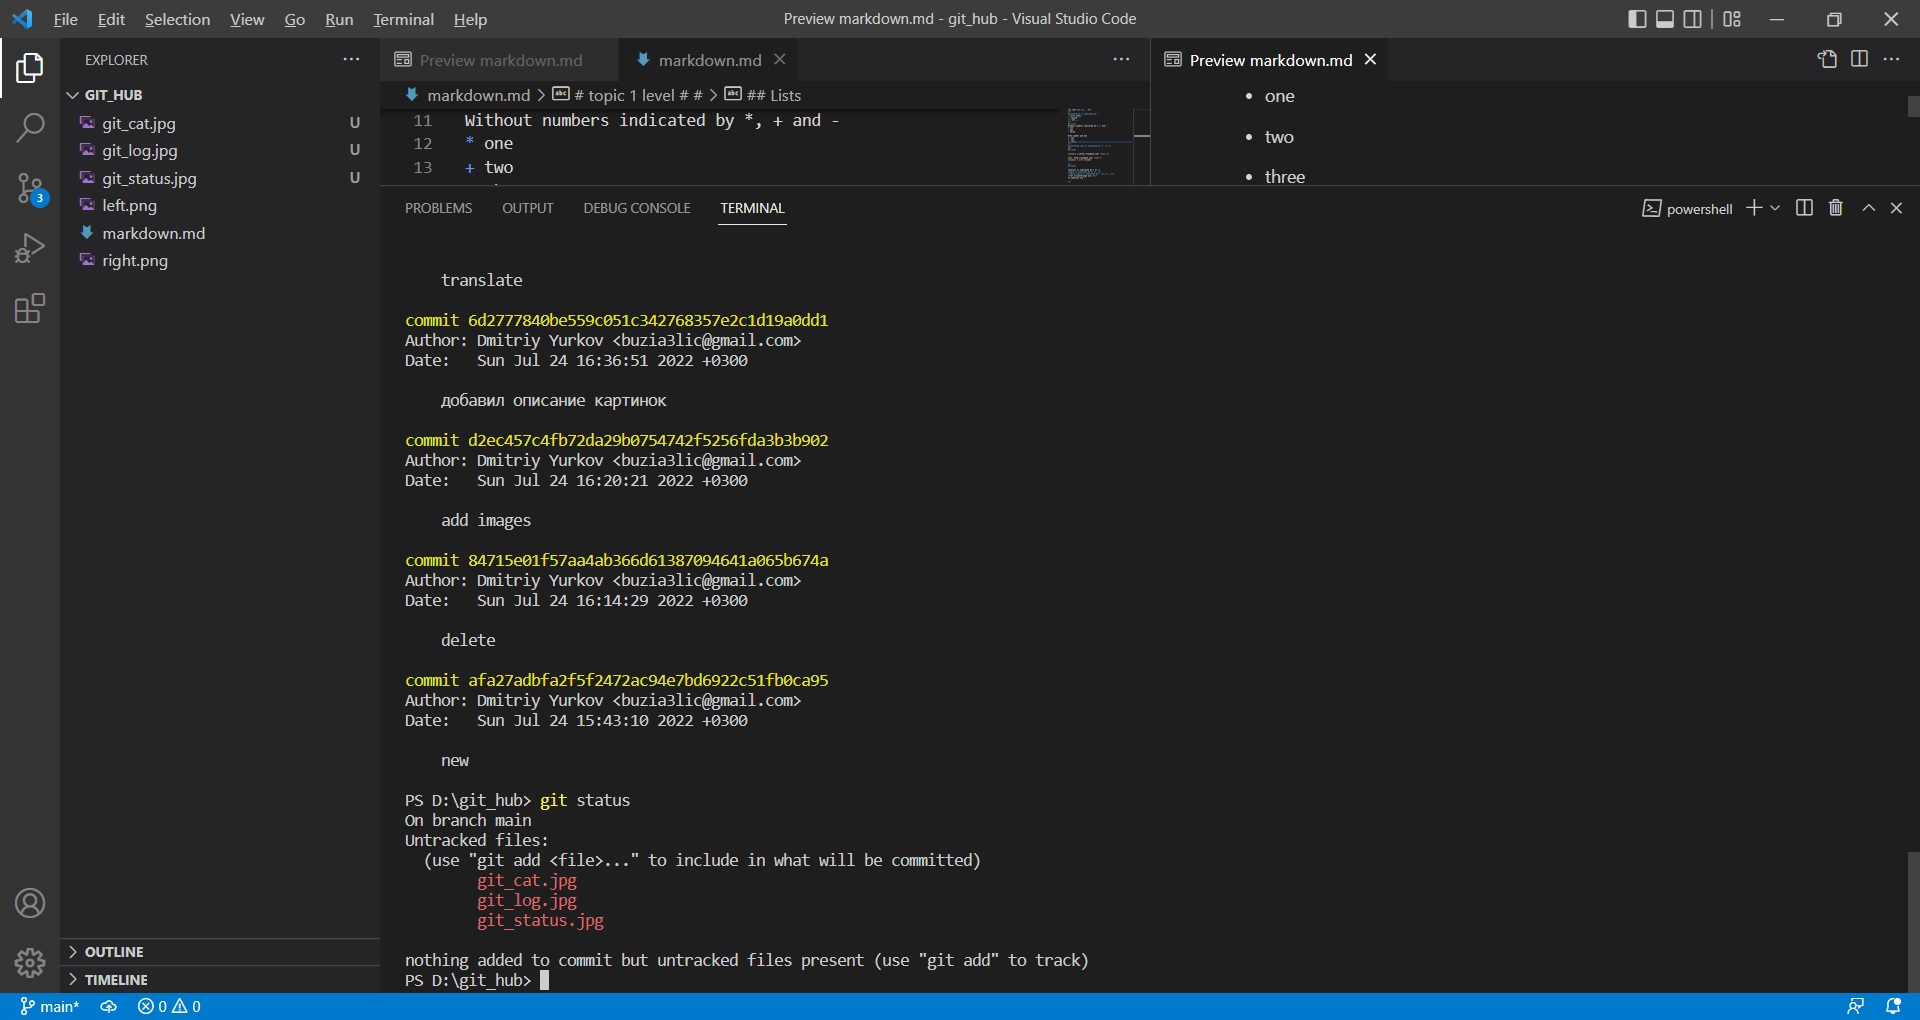 File Edit Selection View Go Run Terminal Help
Preview markdown.md - git_hub - Visual Studio Code
EXPLORER
GIT_HUB
git_cat.jpg U
git_log.jpg U
git_status.jpg U
left.png
markdown.md
right.png
3
OUTLINE
TIMELINE
Preview markdown.md
markdown.md
markdown.md > # topic 1 level # # > ## Lists
11 Without numbers indicated by *, + and -
12 * one
13 + two
Preview markdown.md
• one
• two
• three
PROBLEMS OUTPUT DEBUG CONSOLE TERMINAL
powershell
translate
commit 6d2777840be559c051c342768357e2c1d19a0dd1
Author: Dmitriy Yurkov <buzia3lic@gmail.com>
Date: Sun Jul 24 16:36:51 2022 +0300
добавил описание картинок
commit d2ec457c4fb72da29b0754742f5256fda3b3b902
Author: Dmitriy Yurkov <buzia3lic@gmail.com>
Date: Sun Jul 24 16:20:21 2022 +0300
add images
commit 84715e01f57aa4ab366d61387094641a065b674a
Author: Dmitriy Yurkov <buzia3lic@gmail.com>
Date: Sun Jul 24 16:14:29 2022 +0300
delete
commit afa27adbfa2f5f2472ac94e7bd6922c51fb0ca95
Author: Dmitriy Yurkov <buzia3lic@gmail.com>
Date: Sun Jul 24 15:43:10 2022 +0300
new
PS D:\git_hub> git status
On branch main
Untracked files:
(use "git add <file>..." to include in what will be committed)
git_cat.jpg
git_log.jpg
git_status.jpg
nothing added to commit but untracked files present (use "git add" to track)
PS D:\git_hub>
main* 0 0